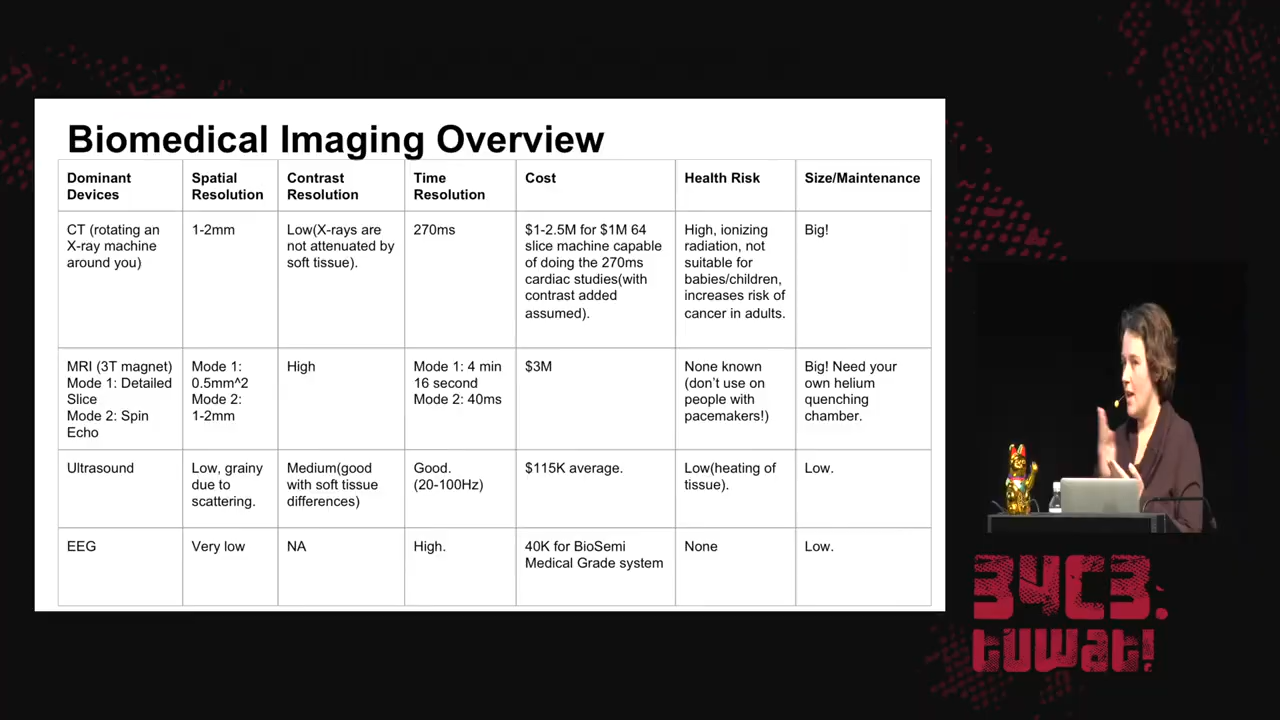 Biomedical Imaging Overview
Dominant
Devices
Spatial
Resolution
Contrast
Resolution
Time
Resolution
Cost
Health Risk
Size/Maintenance
CT (rotating an
X-ray machine
around you)
1-2mm
Low(X-rays are
not attenuated by
soft tissue).
270ms
$1-2.5M for $1M 64
slice machine capable
of doing the 270ms
cardiac studies(with
contrast added
assumed).
High, ionizing
radiation, not
suitable for
babies/children,
increases risk of
cancer in adults.
Big!
MRI (3T magnet)
Mode 1: Detailed
Slice
Mode 2: Spin
Echo
Mode 1:
0.5mm^2
Mode 2:
1-2mm
High
Mode 1: 4 min
16 second
Mode 2: 40ms
$3M
None known
(don't use on
people with
pacemakers!)
Big! Need your
own helium
quenching
chamber.
Ultrasound
Low, grainy
due to
scattering.
Medium(good
with soft tissue
differences)
Good.
(20-100Hz)
$115K average.
Low(heating of
tissue).
Low.
EEG
Very low
NA
High.
40K for BioSemi
Medical Grade system
None
Low.
34C3.
tuwat!